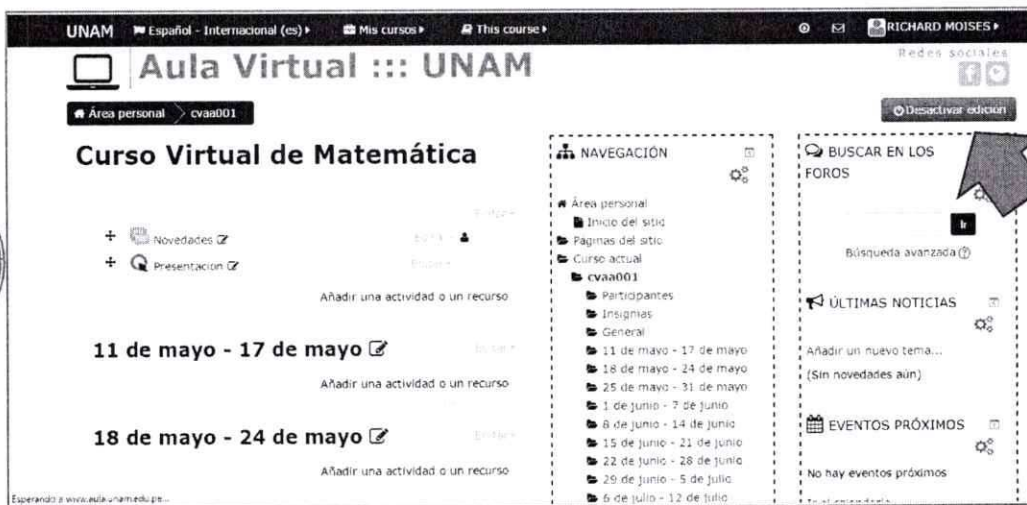 UNAM Español - Internacional (es) Mis cursos This course RICHARD MOISES
Aula Virtual ::: UNAM
Redes sociales
Área personal cvaa001
Desactivar edición
Curso Virtual de Matemática
Novedades
Presentacion
Añadir una actividad o un recurso
11 de mayo - 17 de mayo
Añadir una actividad o un recurso
18 de mayo - 24 de mayo
Añadir una actividad o un recurso
NAVEGACIÓN
Área personal
Inicio del sitio
Páginas del sitio
Curso actual
cvaa001
Participantes
Insignias
General
11 de mayo - 17 de mayo
18 de mayo - 24 de mayo
25 de mayo - 31 de mayo
1 de junio - 7 de junio
8 de junio - 14 de junio
15 de junio - 21 de junio
22 de junio - 28 de junio
29 de junio - 5 de julio
6 de julio - 12 de julio
BUSCAR EN LOS
FOROS
Ir
Búsqueda avanzada
ÚLTIMAS NOTICIAS
Añadir un nuevo tema...
(Sin novedades aún)
EVENTOS PRÓXIMOS
No hay eventos próximos
Esperando a www.aula.unam.edu.pe...